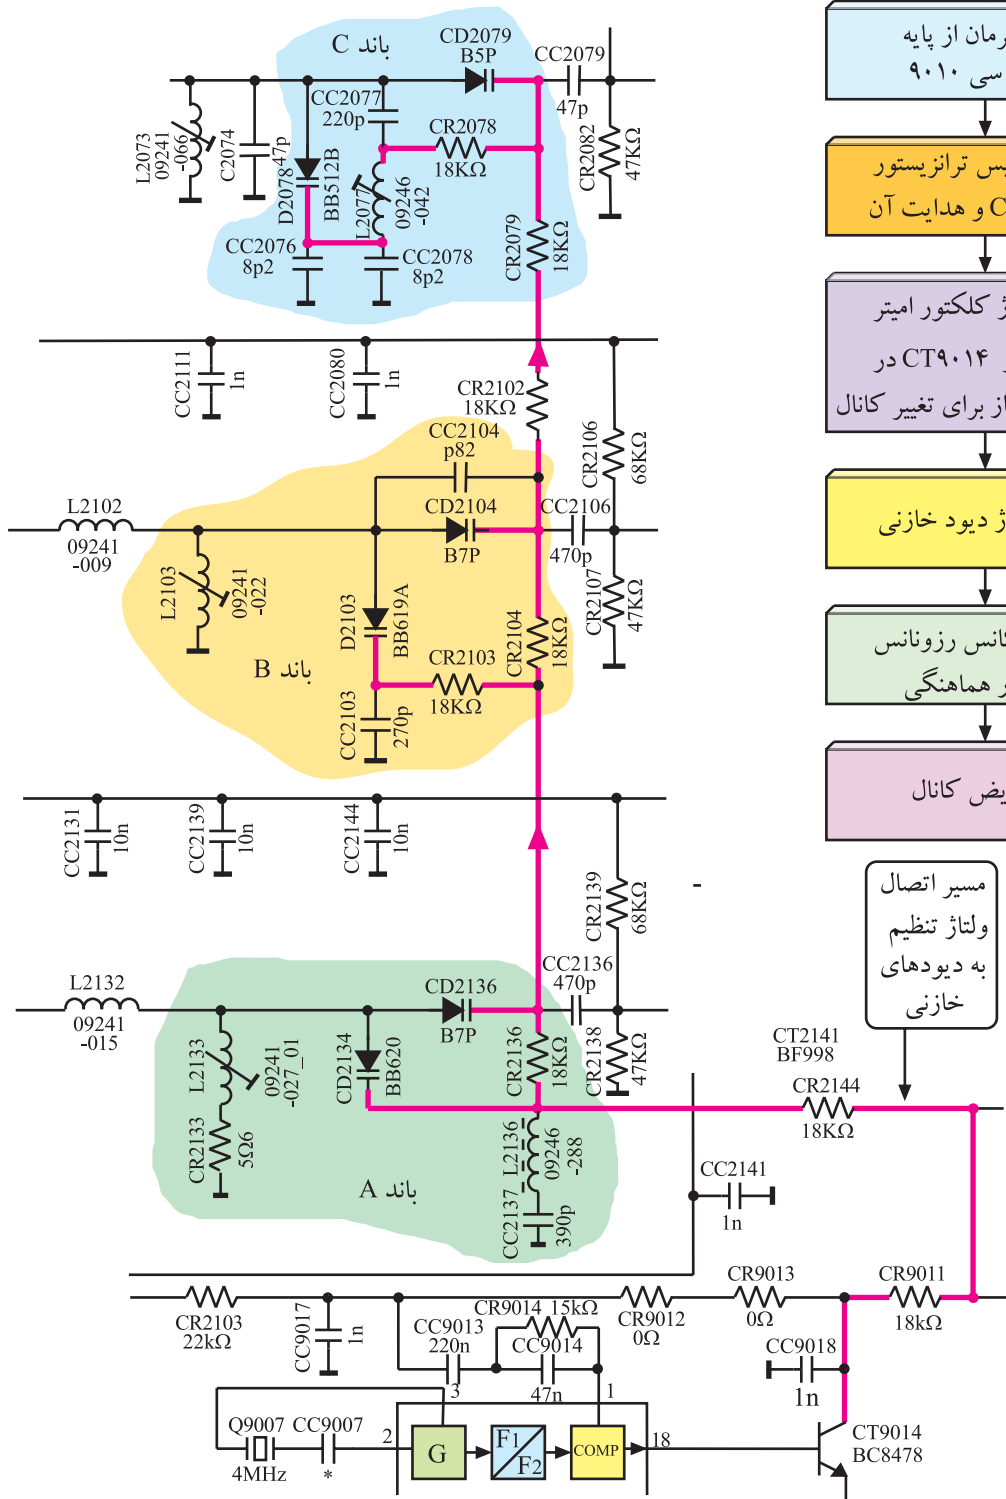 باند C
CD2079
B5P
CC2079
47p
CC2077
220p
CR2078
18KΩ
L2073
09241
-066
C2074
47p
D2078
BB512B
L2077
09246
-042
CR2082
47KΩ
CR2079
18KΩ
CC2076
8p2
CC2078
8p2
CC2111
1n
CC2080
1n
CR2102
18KΩ
CC2104
p82
CR2106
68KΩ
L2102
09241
-009
CD2104
B7P
CC2106
470p
L2103
09241
-022
D2103
BB619A
CR2104
18KΩ
CR2107
47KΩ
باند B
CR2103
18KΩ
CC2103
270p
CC2131
10n
CC2139
10n
CC2144
10n
CR2139
68KΩ
L2132
09241
-015
CD2136
B7P
CC2136
470p
L2133
09241
-027_01
CD2134
BB620
CR2136
18KΩ
CR2138
47KΩ
CR2133
5Ω6
باند A
L2136
09246
-288
CC2137
390p
CT2141
BF998
CR2144
18KΩ
CC2141
1n
CR2103
22kΩ
CC9017
1n
CR9014 15kΩ
CC9013
220n
CC9014
47n
CR9012
0Ω
CR9013
0Ω
CR9011
18kΩ
CC9018
1n
3
1
2
18
Q9007
4MHz
CC9007
*
G
F1
F2
COMP
CT9014
BC8478
رمان از پایه
سی ۹۰۱۰
یس ترانزیستور
C و هدایت آن
ژ کلکتور امیتر
ر CT۹۰۱۴ در
از برای تغییر کانال
ژ دیود خازنی
کانس رزونانس
ر هماهنگی
یض کانال
مسیر اتصال
ولتاژ تنظیم
به دیودهای
خازنی